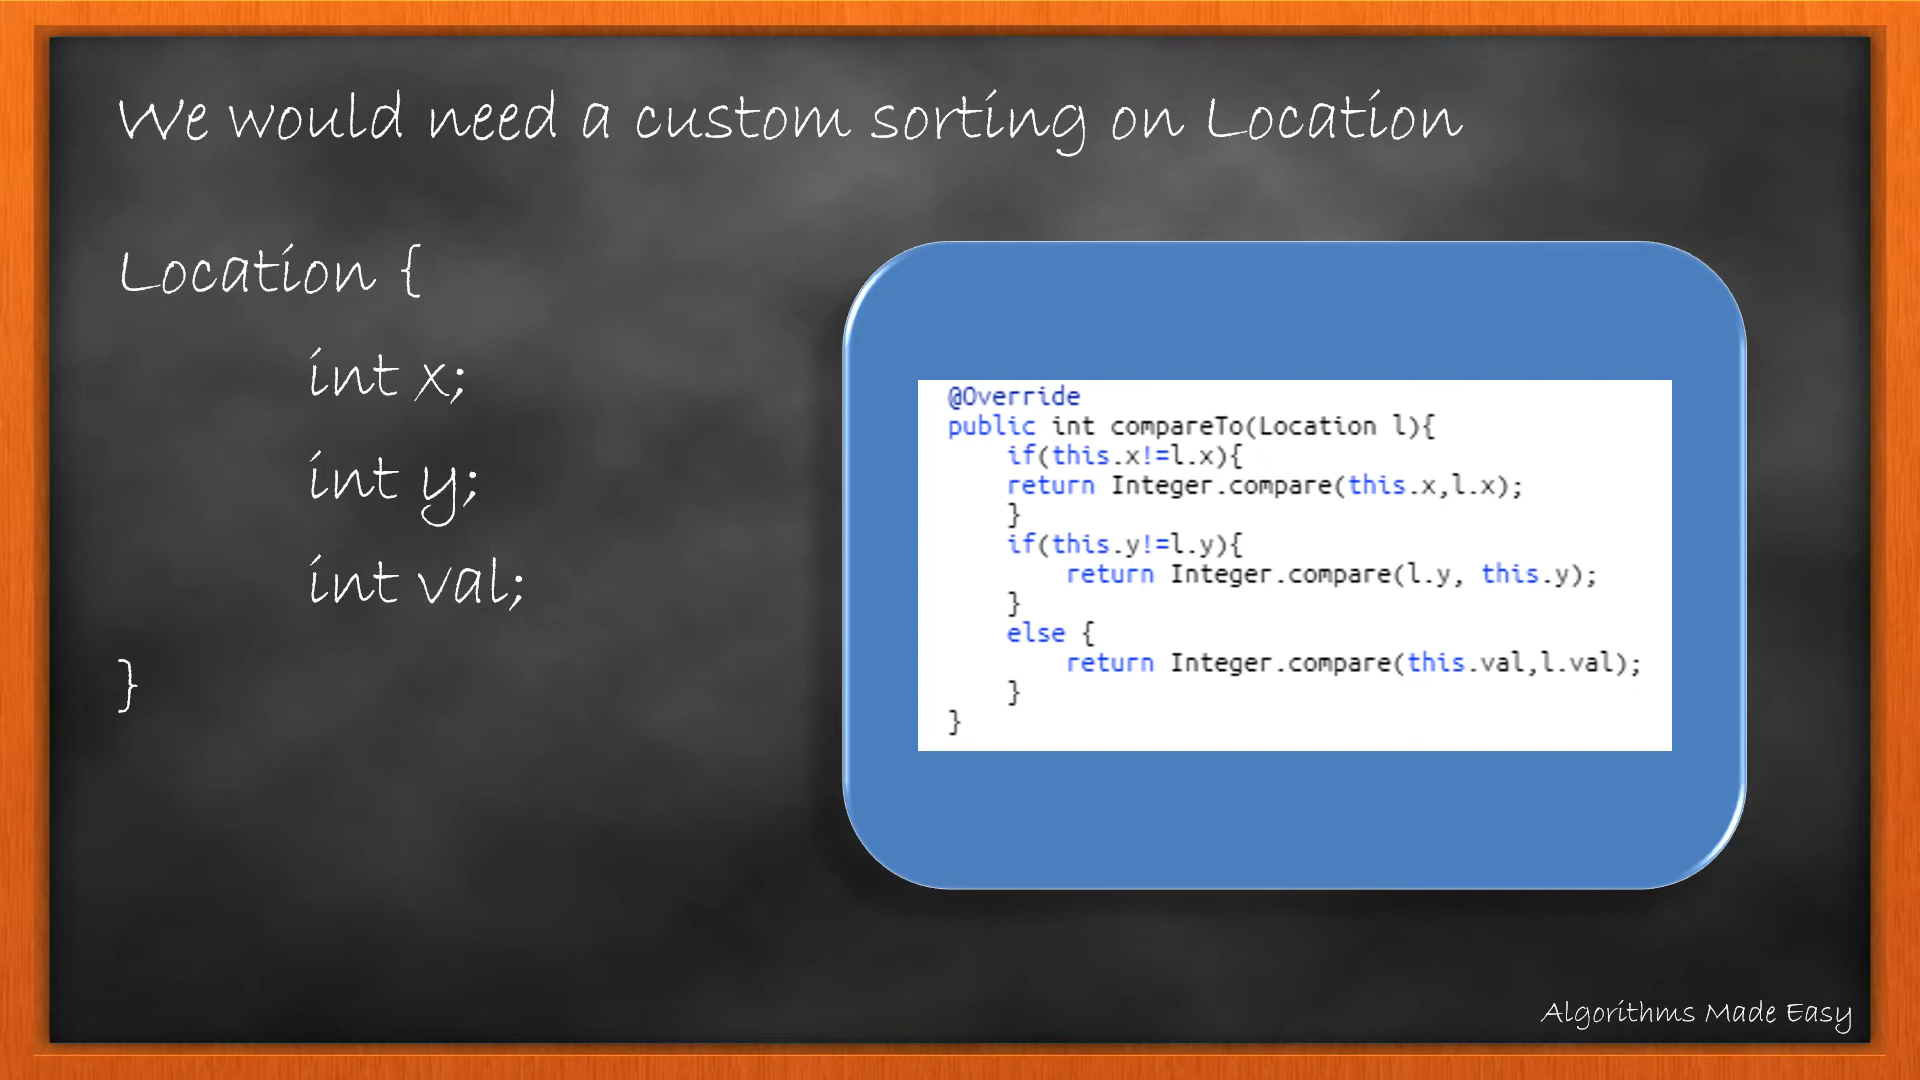 We would need a custom sorting on Location
Location {
int x;
int y;
int val;
}
@Override
public int compareTo(Location l){
if(this.x!=l.x){
return Integer.compare(this.x,l.x);
}
if(this.y!=l.y){
return Integer.compare(l.y, this.y);
}
else {
return Integer.compare(this.val,l.val);
}
}
Algorithms Made Easy